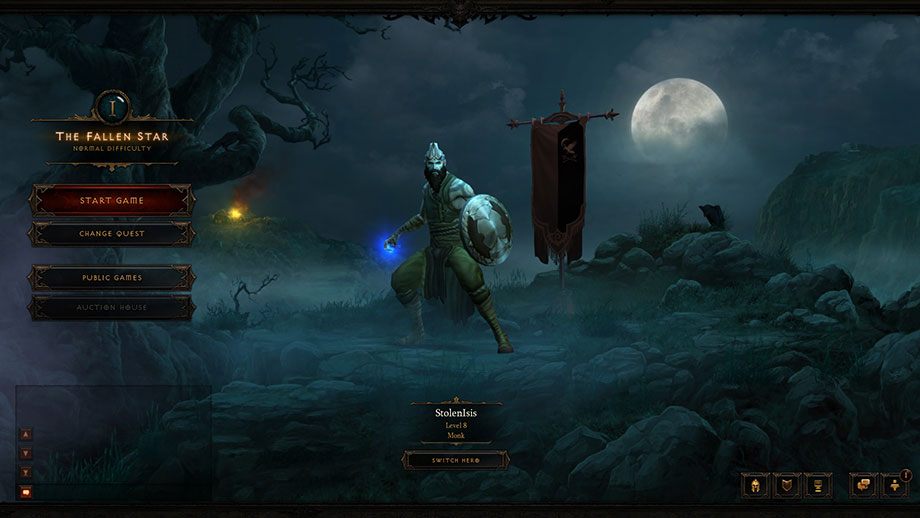 I
THE FALLEN STAR
NORMAL DIFFICULTY
START GAME
CHANGE QUEST
PUBLIC GAMES
AUCTION HOUSE
StolenIsis
Level 8
Monk
SWITCH HERO
1